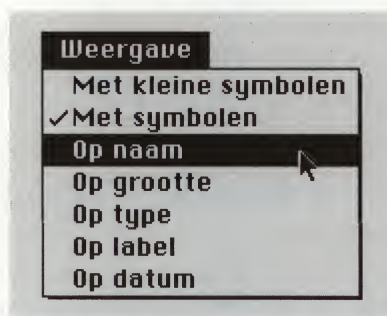 Weergave
Met kleine symbolen
✓Met symbolen
Op naam
Op grootte
Op type
Op label
Op datum